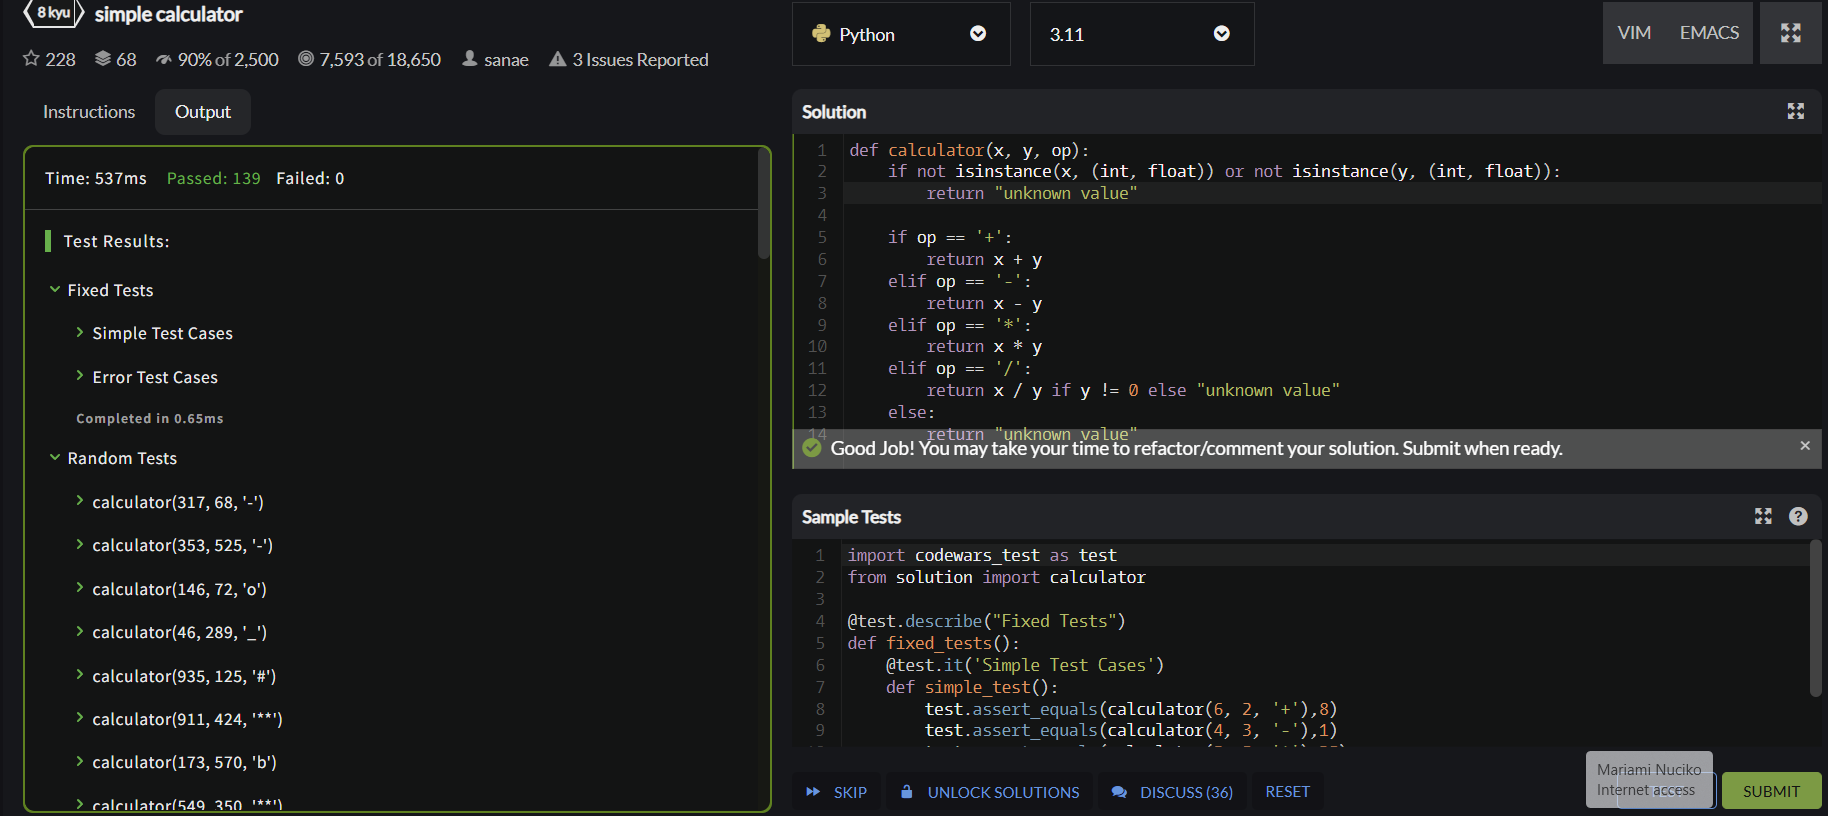 8 kyu simple calculator
228 68 90% of 2,500 7,593 of 18,650 sanae 3 Issues Reported
Instructions Output
Time: 537ms Passed: 139 Failed: 0
Test Results:
Fixed Tests
Simple Test Cases
Error Test Cases
Completed in 0.65ms
Random Tests
calculator(317, 68, '-')
calculator(353, 525, '-')
calculator(146, 72, 'o')
calculator(46, 289, '_')
calculator(935, 125, '#')
calculator(911, 424, '**')
calculator(173, 570, 'b')
calculator(549, 350, '**')
Python 3.11 VIM EMACS
Solution
1 def calculator(x, y, op):
2 if not isinstance(x, (int, float)) or not isinstance(y, (int, float)):
3 return "unknown value"
4
5 if op == '+':
6 return x + y
7 elif op == '-':
8 return x - y
9 elif op == '*':
10 return x * y
11 elif op == '/':
12 return x / y if y != 0 else "unknown value"
13 else:
14 return "unknown value"
Good Job! You may take your time to refactor/comment your solution. Submit when ready. ×
Sample Tests
1 import codewars_test as test
2 from solution import calculator
3
4 @test.describe("Fixed Tests")
5 def fixed_tests():
6 @test.it('Simple Test Cases')
7 def simple_test():
8 test.assert_equals(calculator(6, 2, '+'),8)
9 test.assert_equals(calculator(4, 3, '-'),1)
SKIP UNLOCK SOLUTIONS DISCUSS (36) RESET SUBMIT
Mariami Nuciko
Internet access